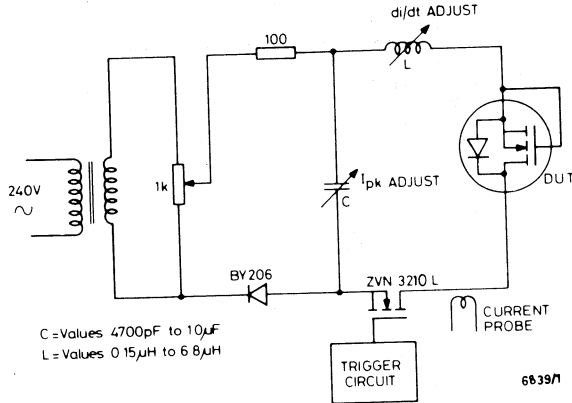 di/dt ADJUST
100
L
240V
1k
Ipk ADJUST
C
DUT
BY206
ZVN 3210 L
CURRENT
PROBE
TRIGGER
CIRCUIT
C = Values 4700pF to 10µF
L = Values 0 15µH to 6 8µH
6839/1